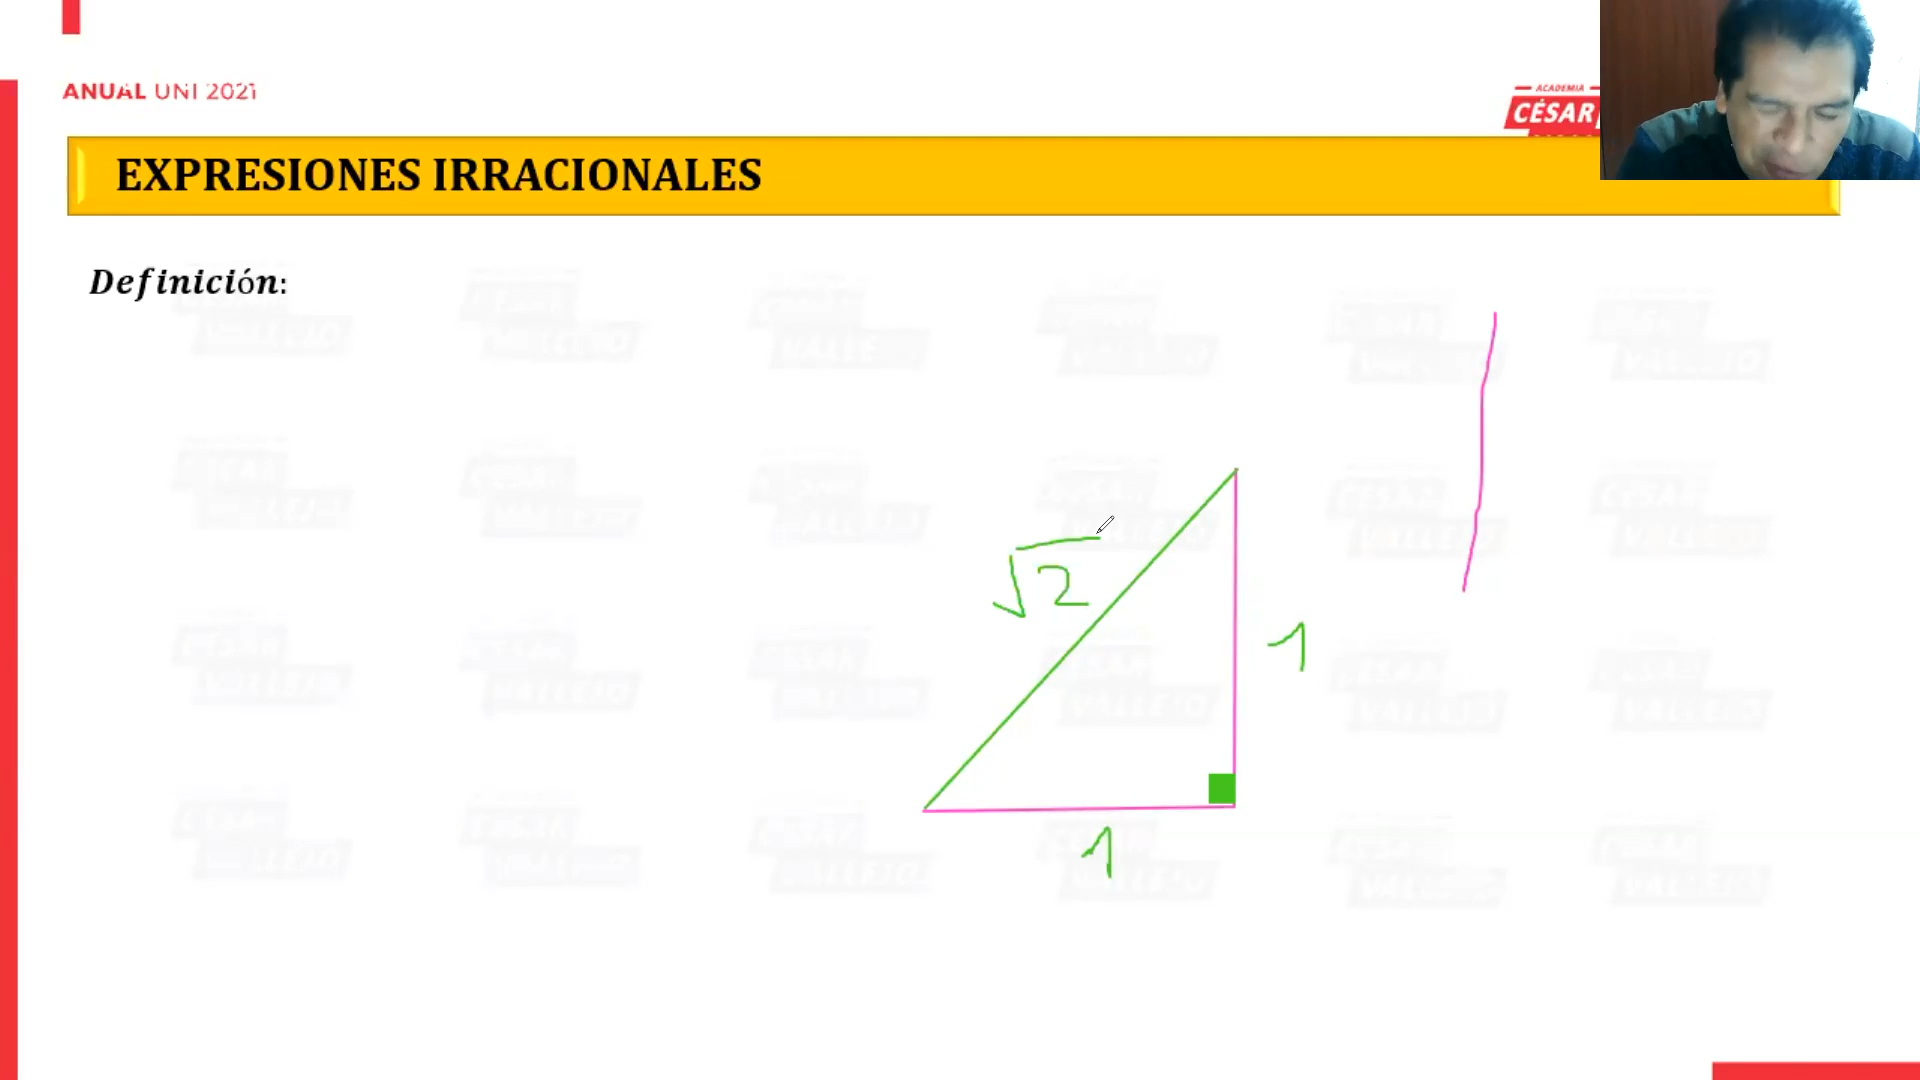 ANUAL UNI 2021
ACADEMIA
CÉSAR
EXPRESIONES IRRACIONALES
Definición:
√2
1
1